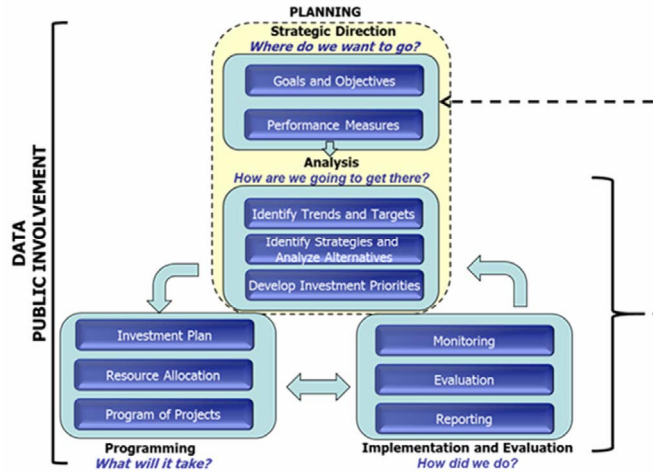 PLANNING
Strategic Direction
Where do we want to go?
Goals and Objectives
Performance Measures
Analysis
How are we going to get there?
Identify Trends and Targets
Identify Strategies and
Analyze Alternatives
Develop Investment Priorities
DATA
PUBLIC INVOLVEMENT
Investment Plan
Resource Allocation
Program of Projects
Programming
What will it take?
Monitoring
Evaluation
Reporting
Implementation and Evaluation
How did we do?